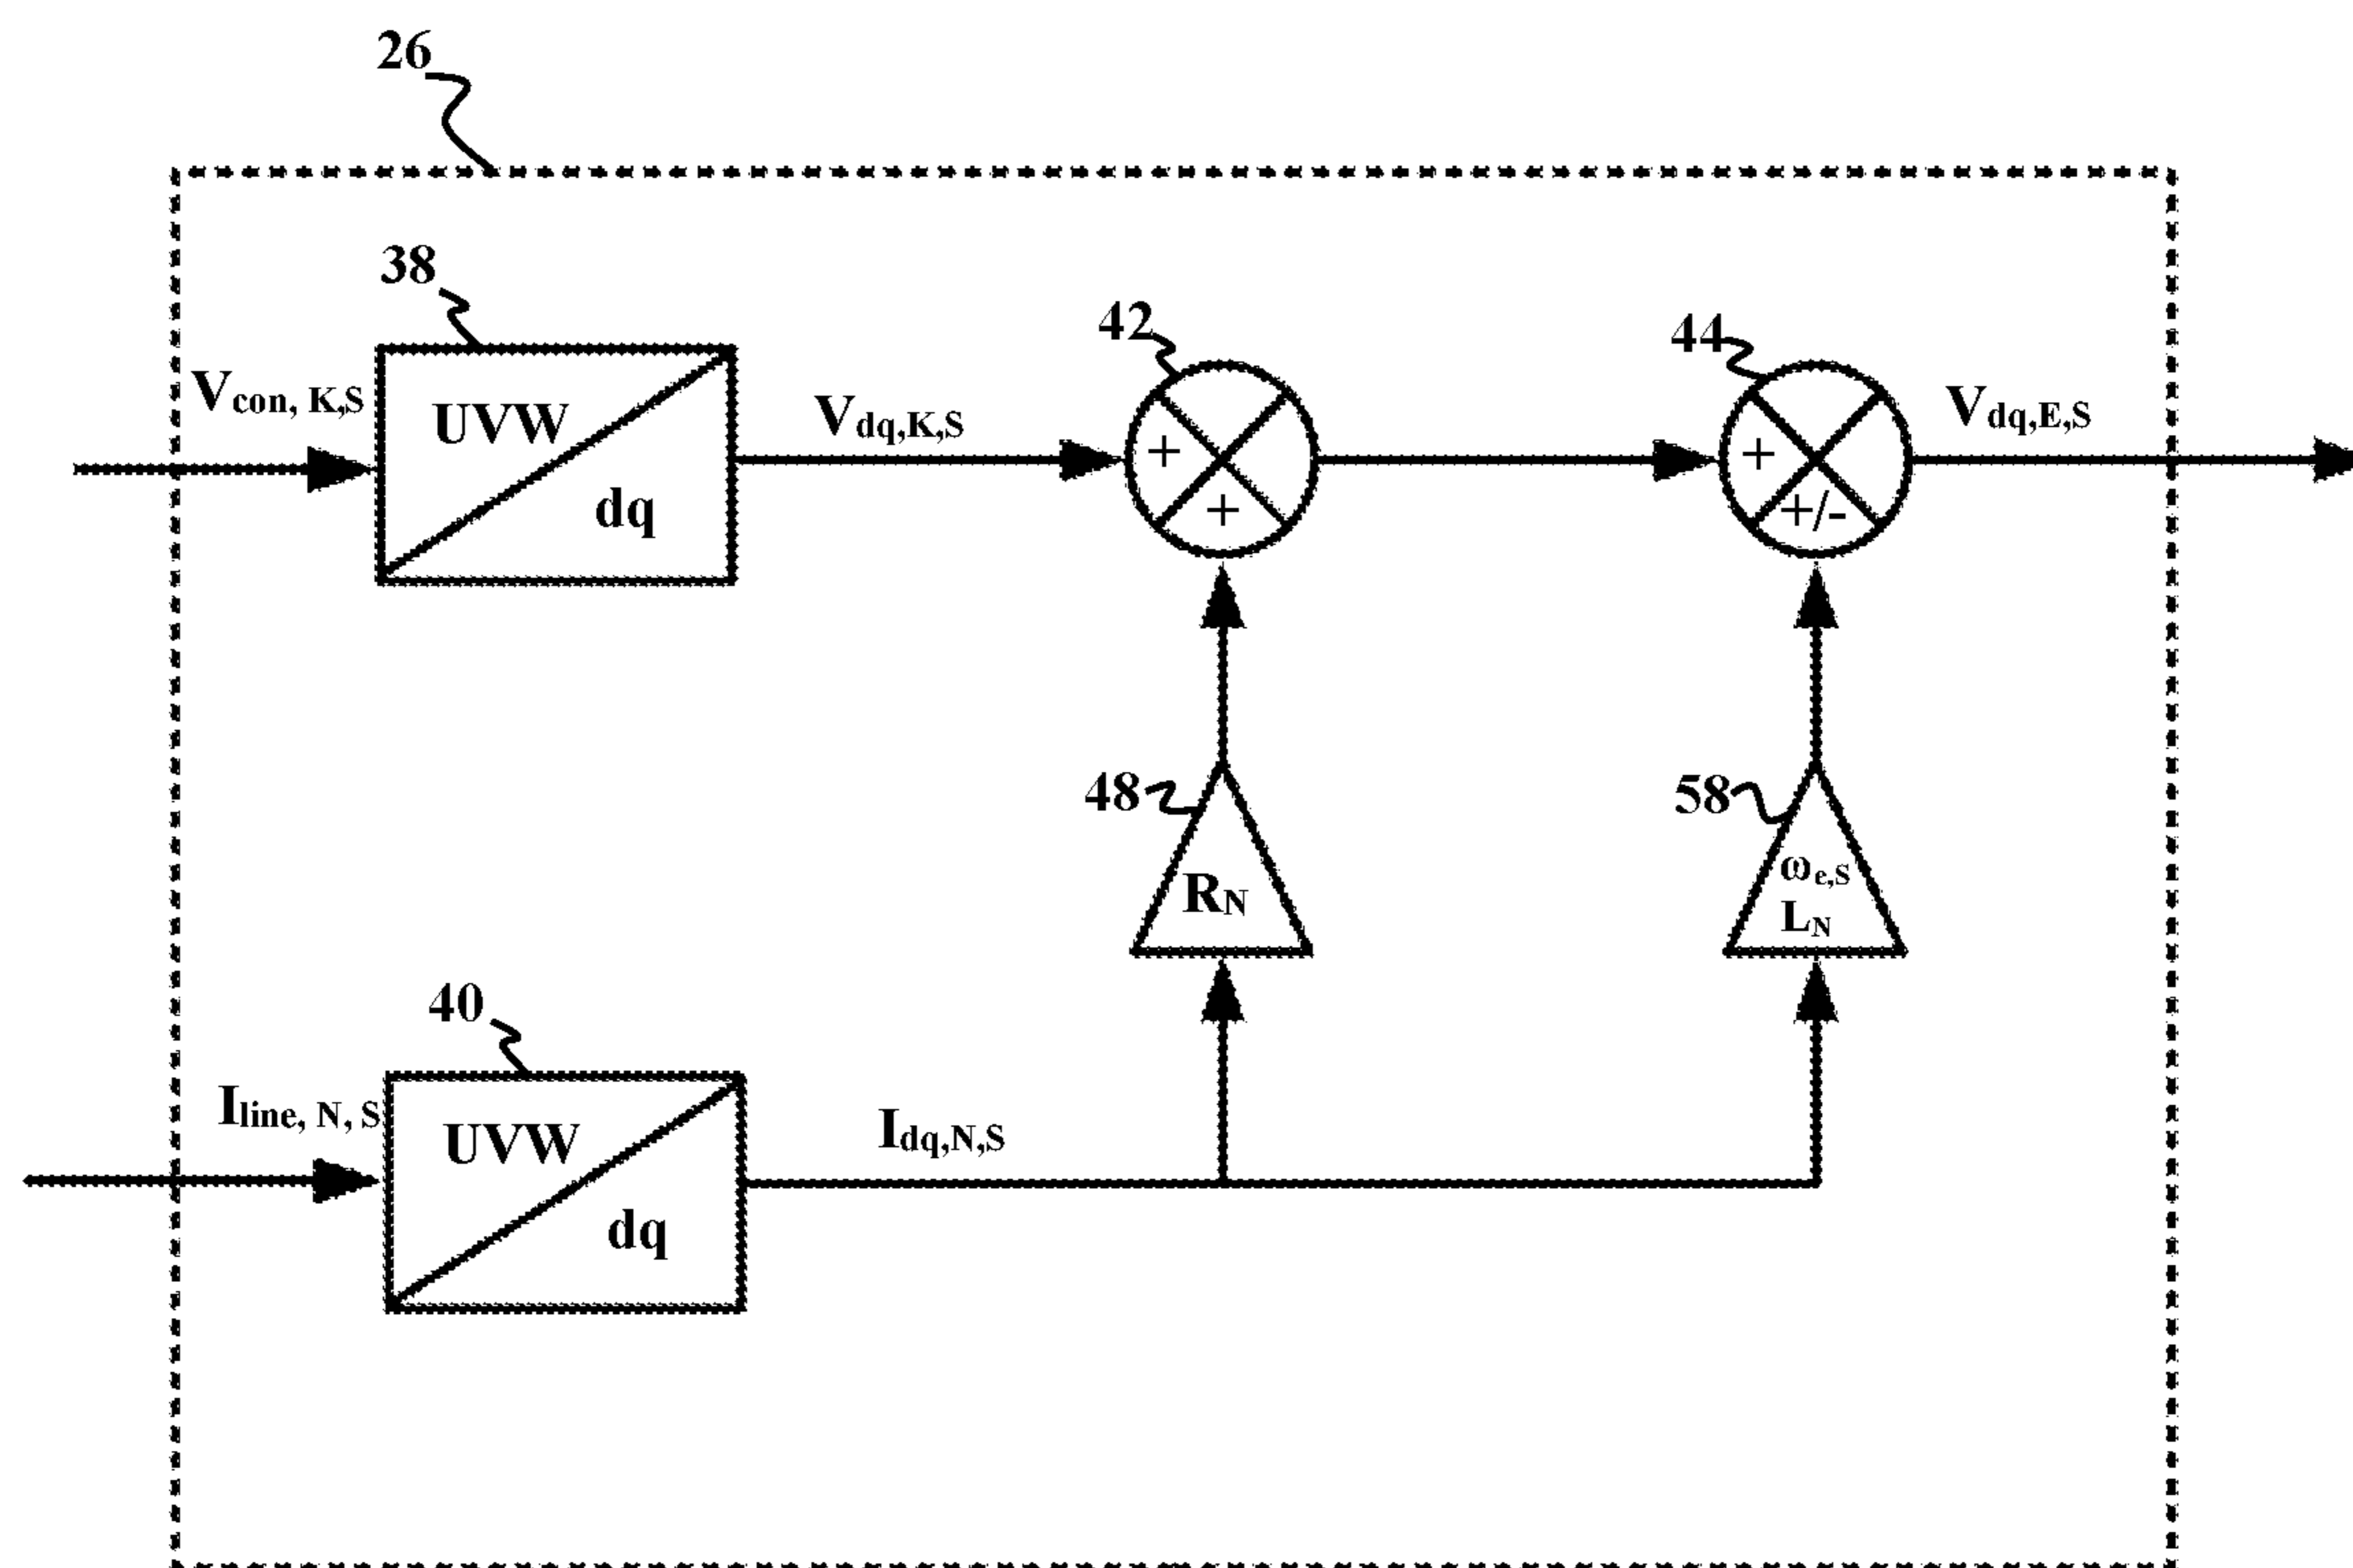 26
38
42
44
V con, K,S
UVW
dq
V dq,K,S
+
+
+
+/-
V dq,E,S
48
58
R N
ω e,S
L N
40
I line, N, S
UVW
dq
I dq,N,S